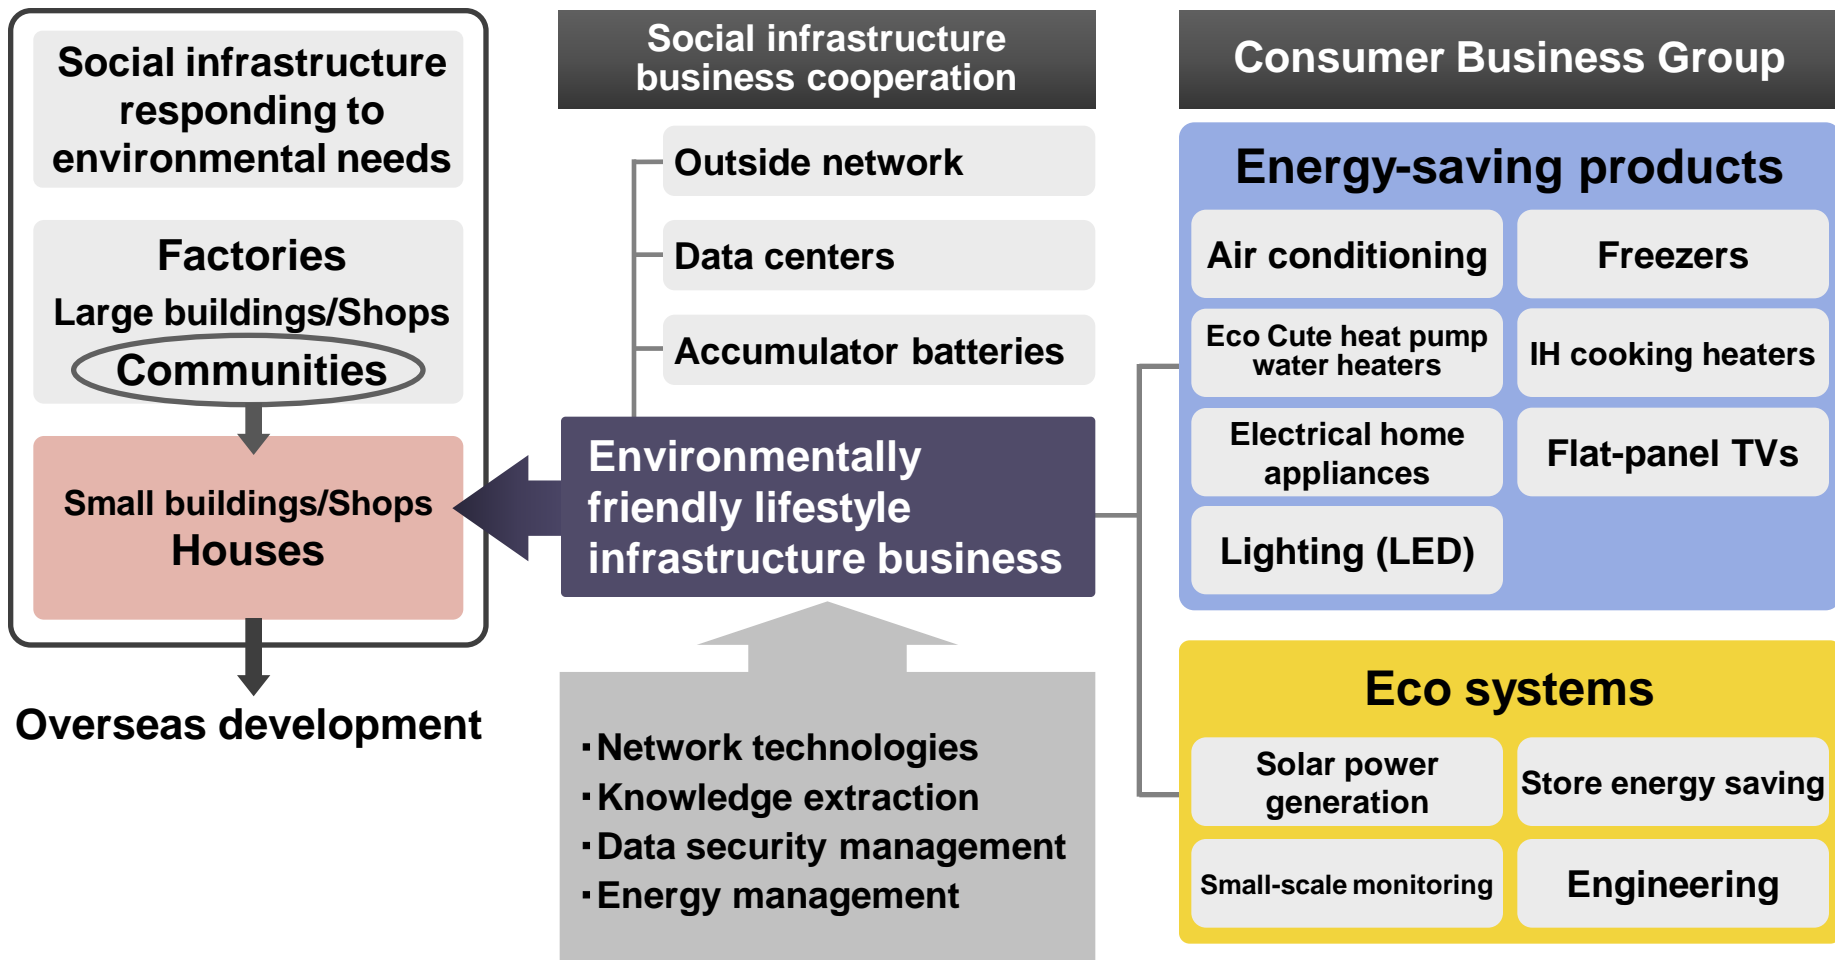 Social infrastructure
responding to
environmental needs
Factories
Large buildings/Shops
Communities
Small buildings/Shops
Houses
Overseas development
Social infrastructure
business cooperation
Outside network
Data centers
Accumulator batteries
Environmentally
friendly lifestyle
infrastructure business
・Network technologies
・Knowledge extraction
・Data security management
・Energy management
Consumer Business Group
Energy-saving products
Air conditioning
Freezers
Eco Cute heat pump
water heaters
IH cooking heaters
Electrical home
appliances
Flat-panel TVs
Lighting (LED)
Eco systems
Solar power
generation
Store energy saving
Small-scale monitoring
Engineering